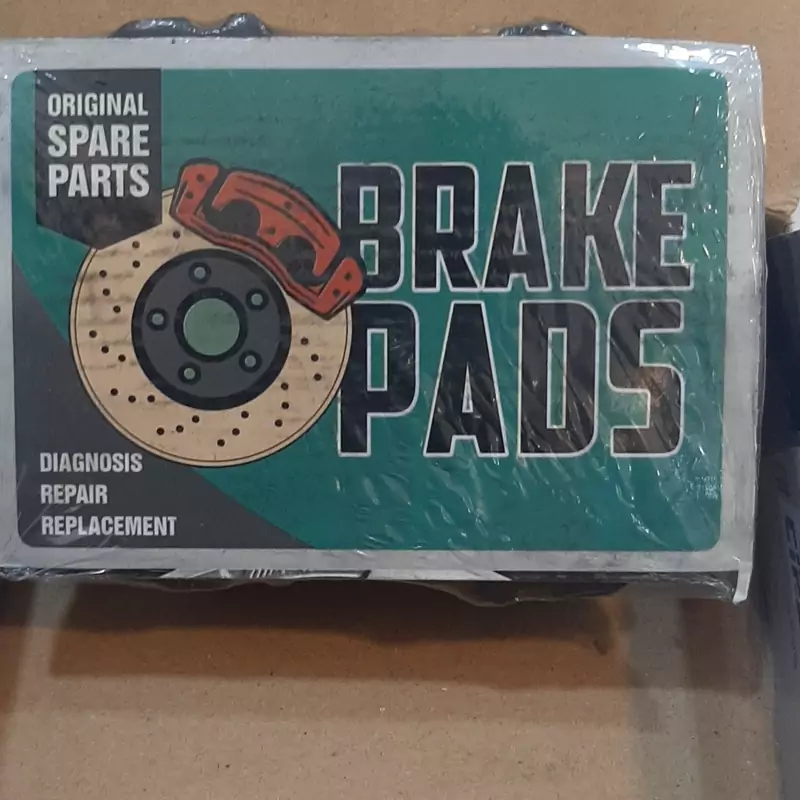 ORIGINAL
SPARE
PARTS
BRAKE
PADS
DIAGNOSIS
REPAIR
REPLACEMENT